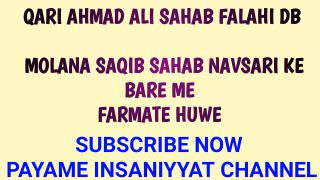 QARI AHMAD ALI SAHAB FALAHI DB
MOLANA SAQIB SAHAB NAVSARI KE
BARE ME
FARMATE HUWE
SUBSCRIBE NOW
PAYAME INSANIYYAT CHANNEL